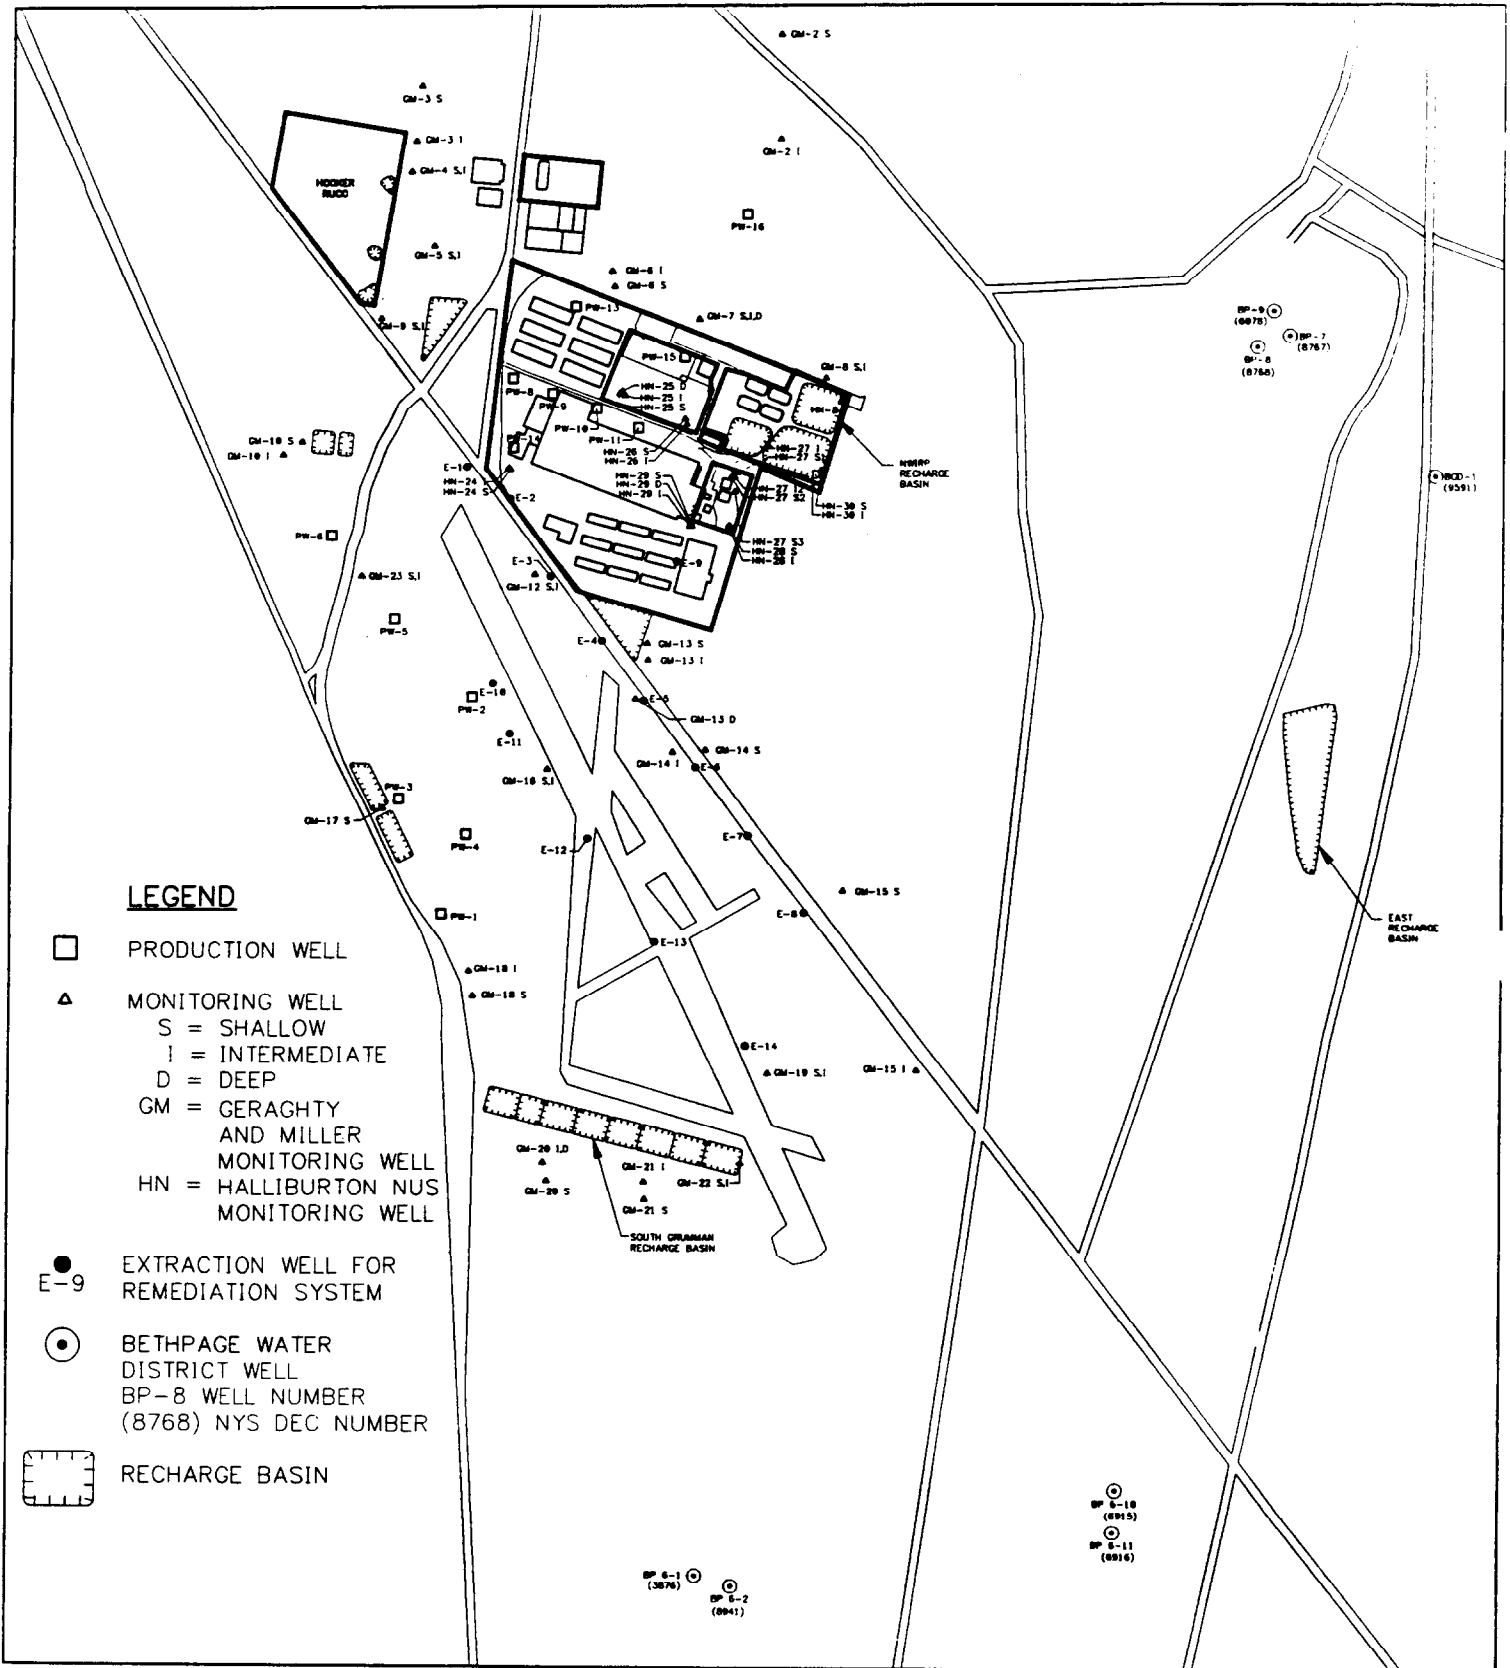 GM-2 S
GM-3 S
GM-3 I
GM-2 I
GM-4 S,I
HOOKER
RUCO
PW-16
GM-5 S,I
GM-6 I
GM-6 S
PW-13
GM-7 S,I,D
GM-9 S,I
BP-9
BP-7
(8767)
BP-8
(8768)
PW-15
GM-8 S,I
HN-25 D
HN-25 I
HN-25 S
PW-8
PW-9
PW-10
PW-11
HN-26 S
HN-26 I
HN-27 I
HN-27 S1
NWIRP
RECHARGE
BASIN
GM-10 S
GM-10 I
E-1
HN-24 I
HN-24 S
E-2
HN-29 S
HN-29 D
HN-29 I
HN-27 S2
HN-30 S
HN-30 I
BGD-1
(9591)
PW-6
HN-27 S3
HN-28 S
HN-28 I
E-3
E-9
GM-12 S,I
GM-23 S,I
PW-5
E-4
GM-13 S
GM-13 I
E-10
PW-2
E-5
GM-13 D
E-11
GM-14 S
GM-14 I
E-6
GM-16 S,I
PW-3
GM-17 S
PW-4
E-12
E-7
GM-15 S
E-8
PW-1
E-13
EAST
RECHARGE
BASIN
GM-18 I
GM-18 S
E-14
GM-19 S,I
GM-15 I
GM-20 I,D
GM-20 S
GM-21 I
GM-21 S
GM-22 S,I
SOUTH GRUMMAN
RECHARGE BASIN
BP 6-10
(6915)
BP 6-11
(6916)
BP 6-1
(3876)
BP 6-2
(8941)
LEGEND
PRODUCTION WELL
MONITORING WELL
S = SHALLOW
I = INTERMEDIATE
D = DEEP
GM = GERAGHTY
AND MILLER
MONITORING WELL
HN = HALLIBURTON NUS
MONITORING WELL
E-9
EXTRACTION WELL FOR
REMEDIATION SYSTEM
BETHPAGE WATER
DISTRICT WELL
BP-8 WELL NUMBER
(8768) NYS DEC NUMBER
RECHARGE BASIN